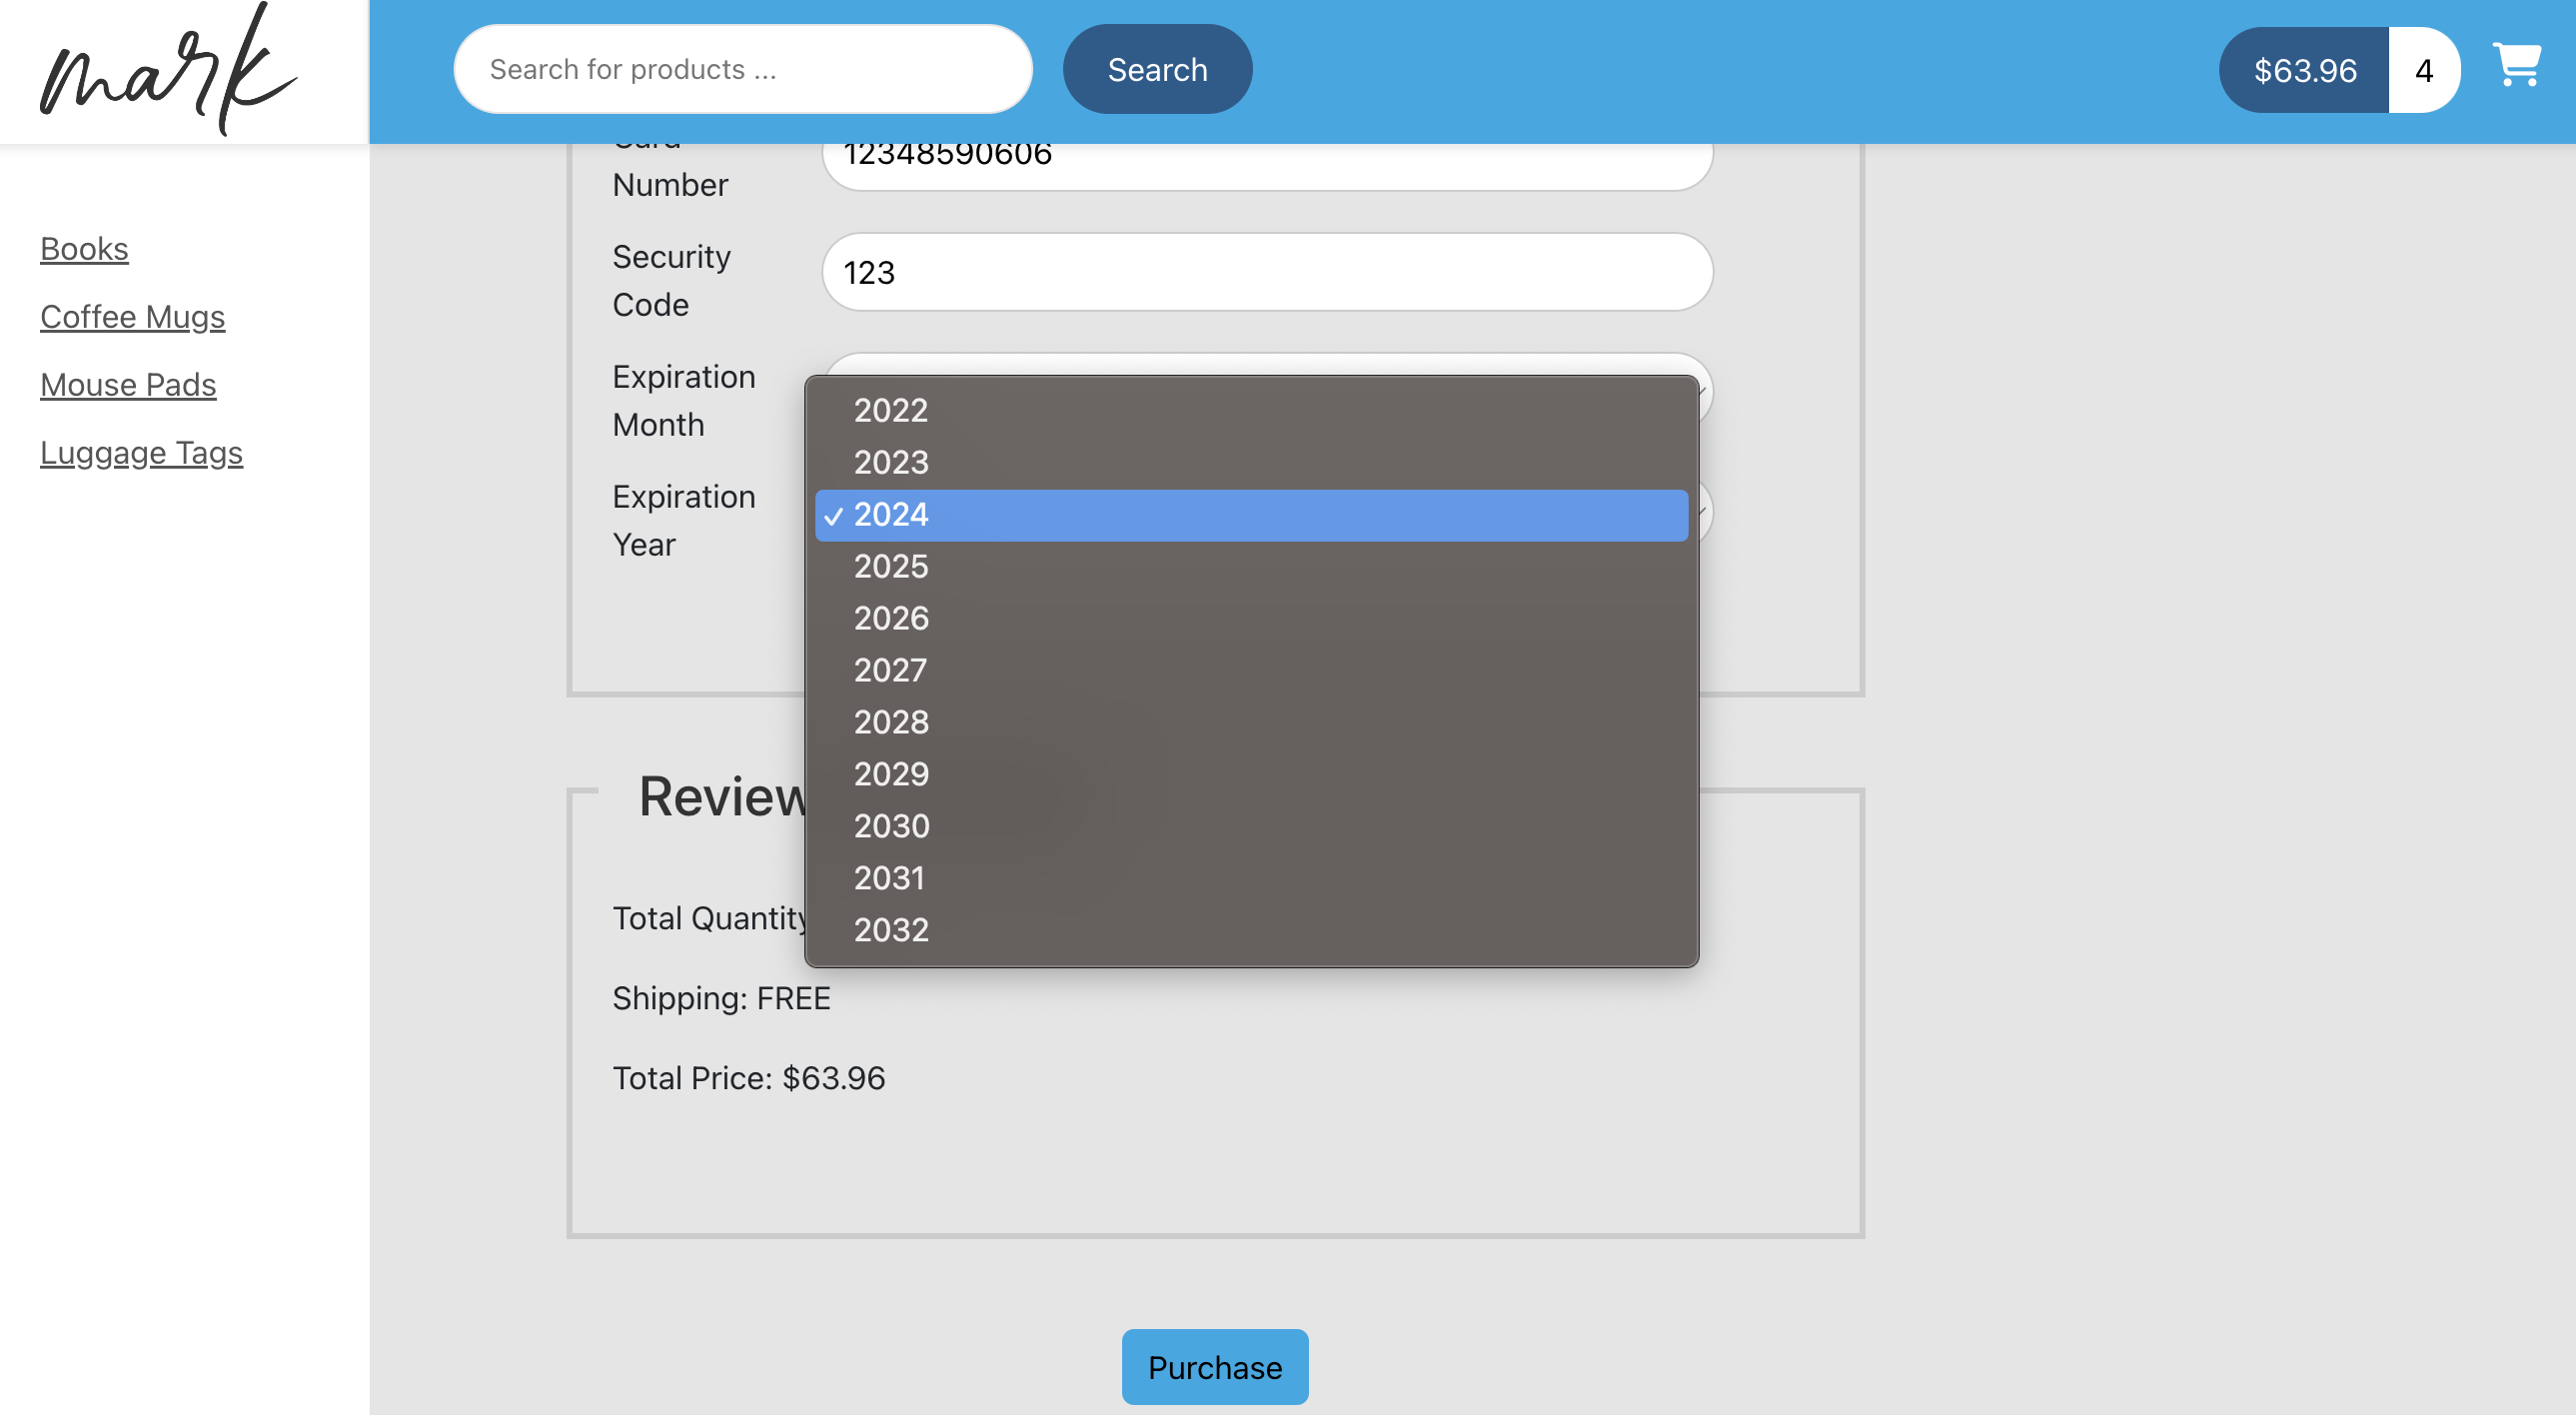 mark
Search for products ...
Search
$63.96
4
Books
Coffee Mugs
Mouse Pads
Luggage Tags
Card
Number
12348590606
Security
Code
123
Expiration
Month
Expiration
Year
2022
2023
✓ 2024
2025
2026
2027
2028
2029
2030
2031
2032
Review
Total Quantity
Shipping: FREE
Total Price: $63.96
Purchase